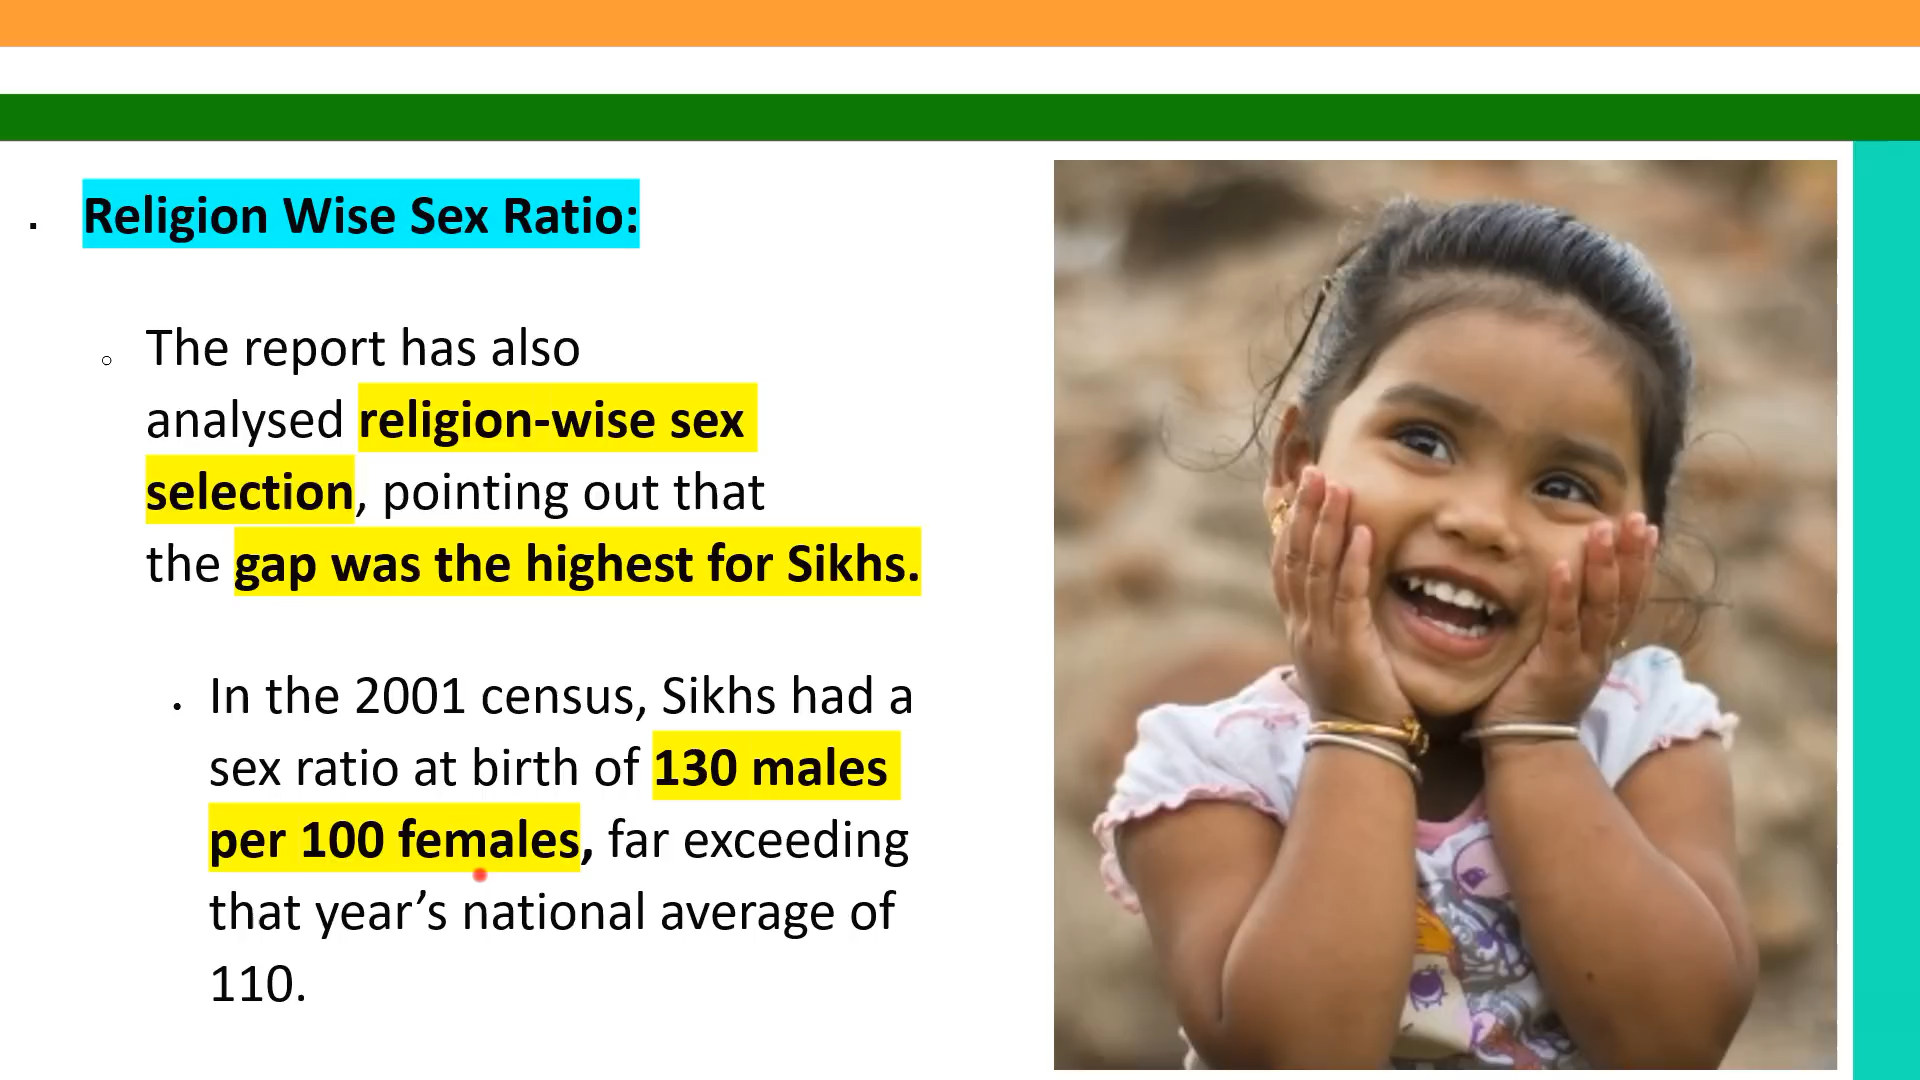 Religion Wise Sex Ratio:
The report has also
analysed religion-wise sex
selection, pointing out that
the gap was the highest for Sikhs.
In the 2001 census, Sikhs had a
sex ratio at birth of 130 males
per 100 females, far exceeding
that year’s national average of
110.